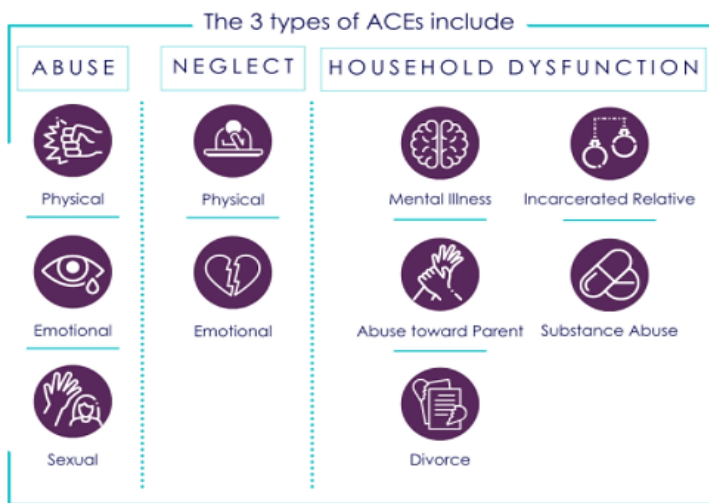 The 3 types of ACEs include
ABUSE
NEGLECT
HOUSEHOLD DYSFUNCTION
Physical
Emotional
Sexual
Physical
Emotional
Mental Illness
Incarcerated Relative
Abuse toward Parent
Substance Abuse
Divorce